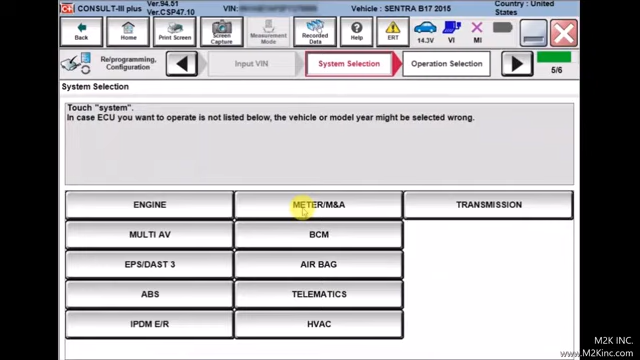 CONSULT-III plus
Ver.94.51
Ver.CSP47.10
VIN:
Vehicle : SENTRA B17 2015
Country : United States
Back
Home
Print Screen
Screen Capture
Measurement Mode
Recorded Data
Help
14.3V
ERT
VI
MI
Re/programming, Configuration
Input VIN
System Selection
Operation Selection
5/6
System Selection
Touch "system".
In case ECU you want to operate is not listed below, the vehicle or model year might be selected wrong.
ENGINE
METER/M&A
TRANSMISSION
MULTI AV
BCM
EPS/DAST 3
AIR BAG
ABS
TELEMATICS
IPDM E/R
HVAC
M2K INC.
www.M2Kinc.com